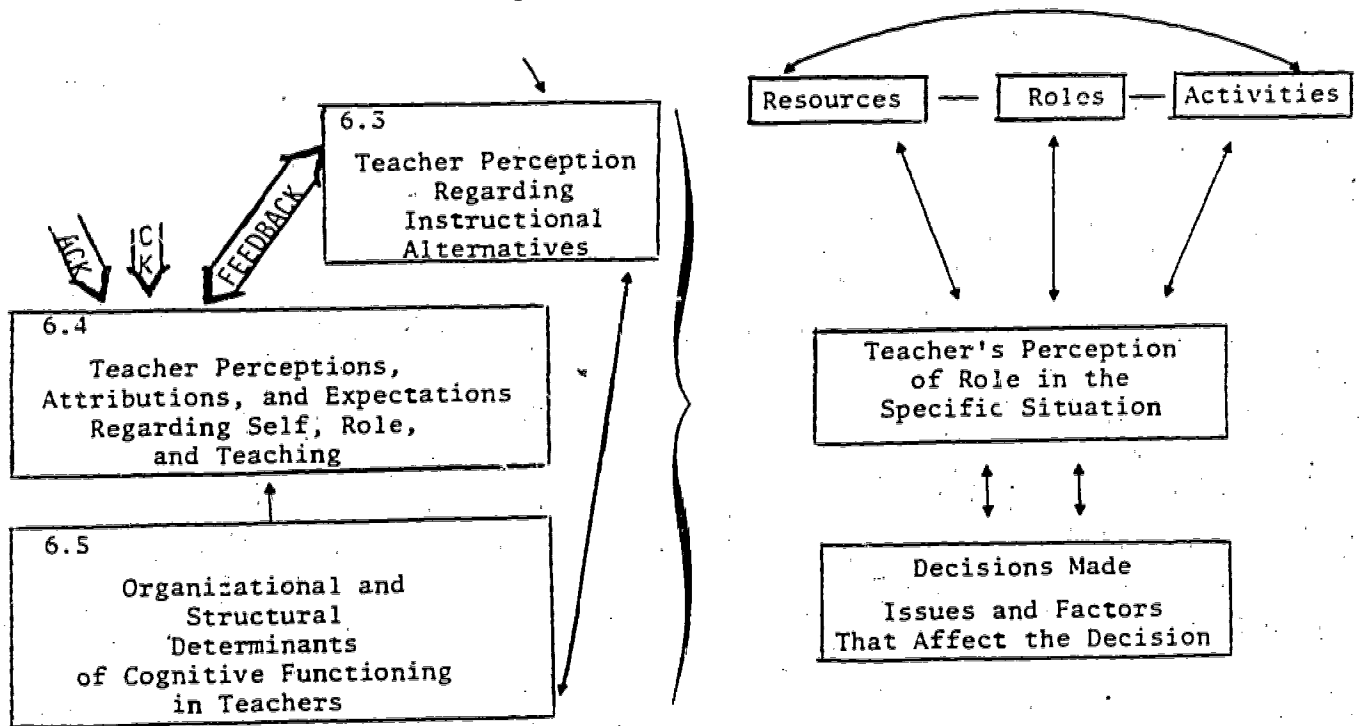 6.3
Teacher Perception
Regarding
Instructional
Alternatives
ACK
CK
FEEDBACK
6.4
Teacher Perceptions,
Attributions, and Expectations
Regarding Self, Role,
and Teaching
6.5
Organizational and
Structural
Determinants
of Cognitive Functioning
in Teachers
Resources
Roles
Activities
Teacher's Perception
of Role in the
Specific Situation
Decisions Made
Issues and Factors
That Affect the Decision